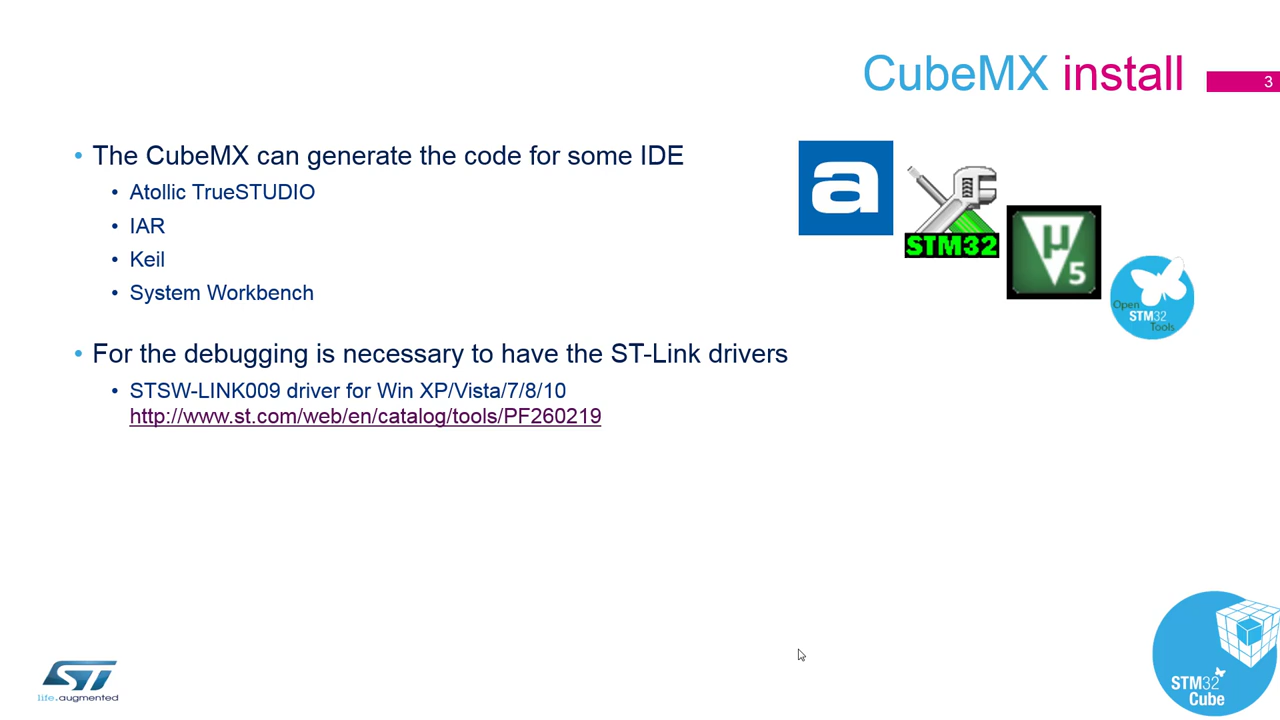 CubeMX install
3
• The CubeMX can generate the code for some IDE
• Atollic TrueSTUDIO
• IAR
• Keil
• System Workbench
a
STM32
µ
5
Open
STM32
Tools
• For the debugging is necessary to have the ST-Link drivers
• STSW-LINK009 driver for Win XP/Vista/7/8/10
http://www.st.com/web/en/catalog/tools/PF260219
ST
life.augmented
STM32
Cube